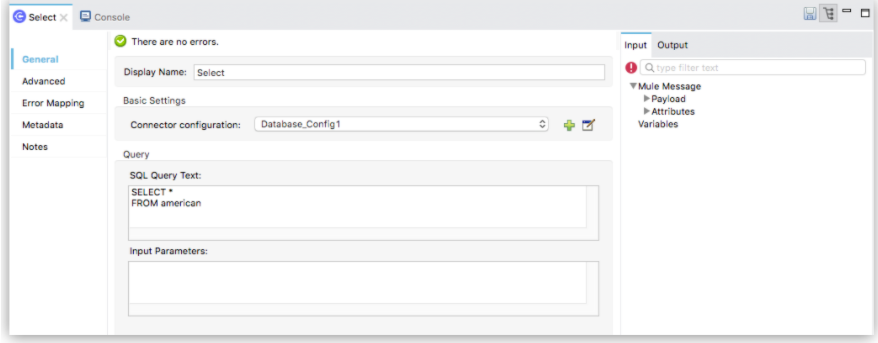 Select
Console
General
Advanced
Error Mapping
Metadata
Notes
There are no errors.
Display Name: Select
Basic Settings
Connector configuration: Database_Config1
Query
SQL Query Text:
SELECT *
FROM american
Input Parameters:
Input Output
type filter text
Mule Message
Payload
Attributes
Variables